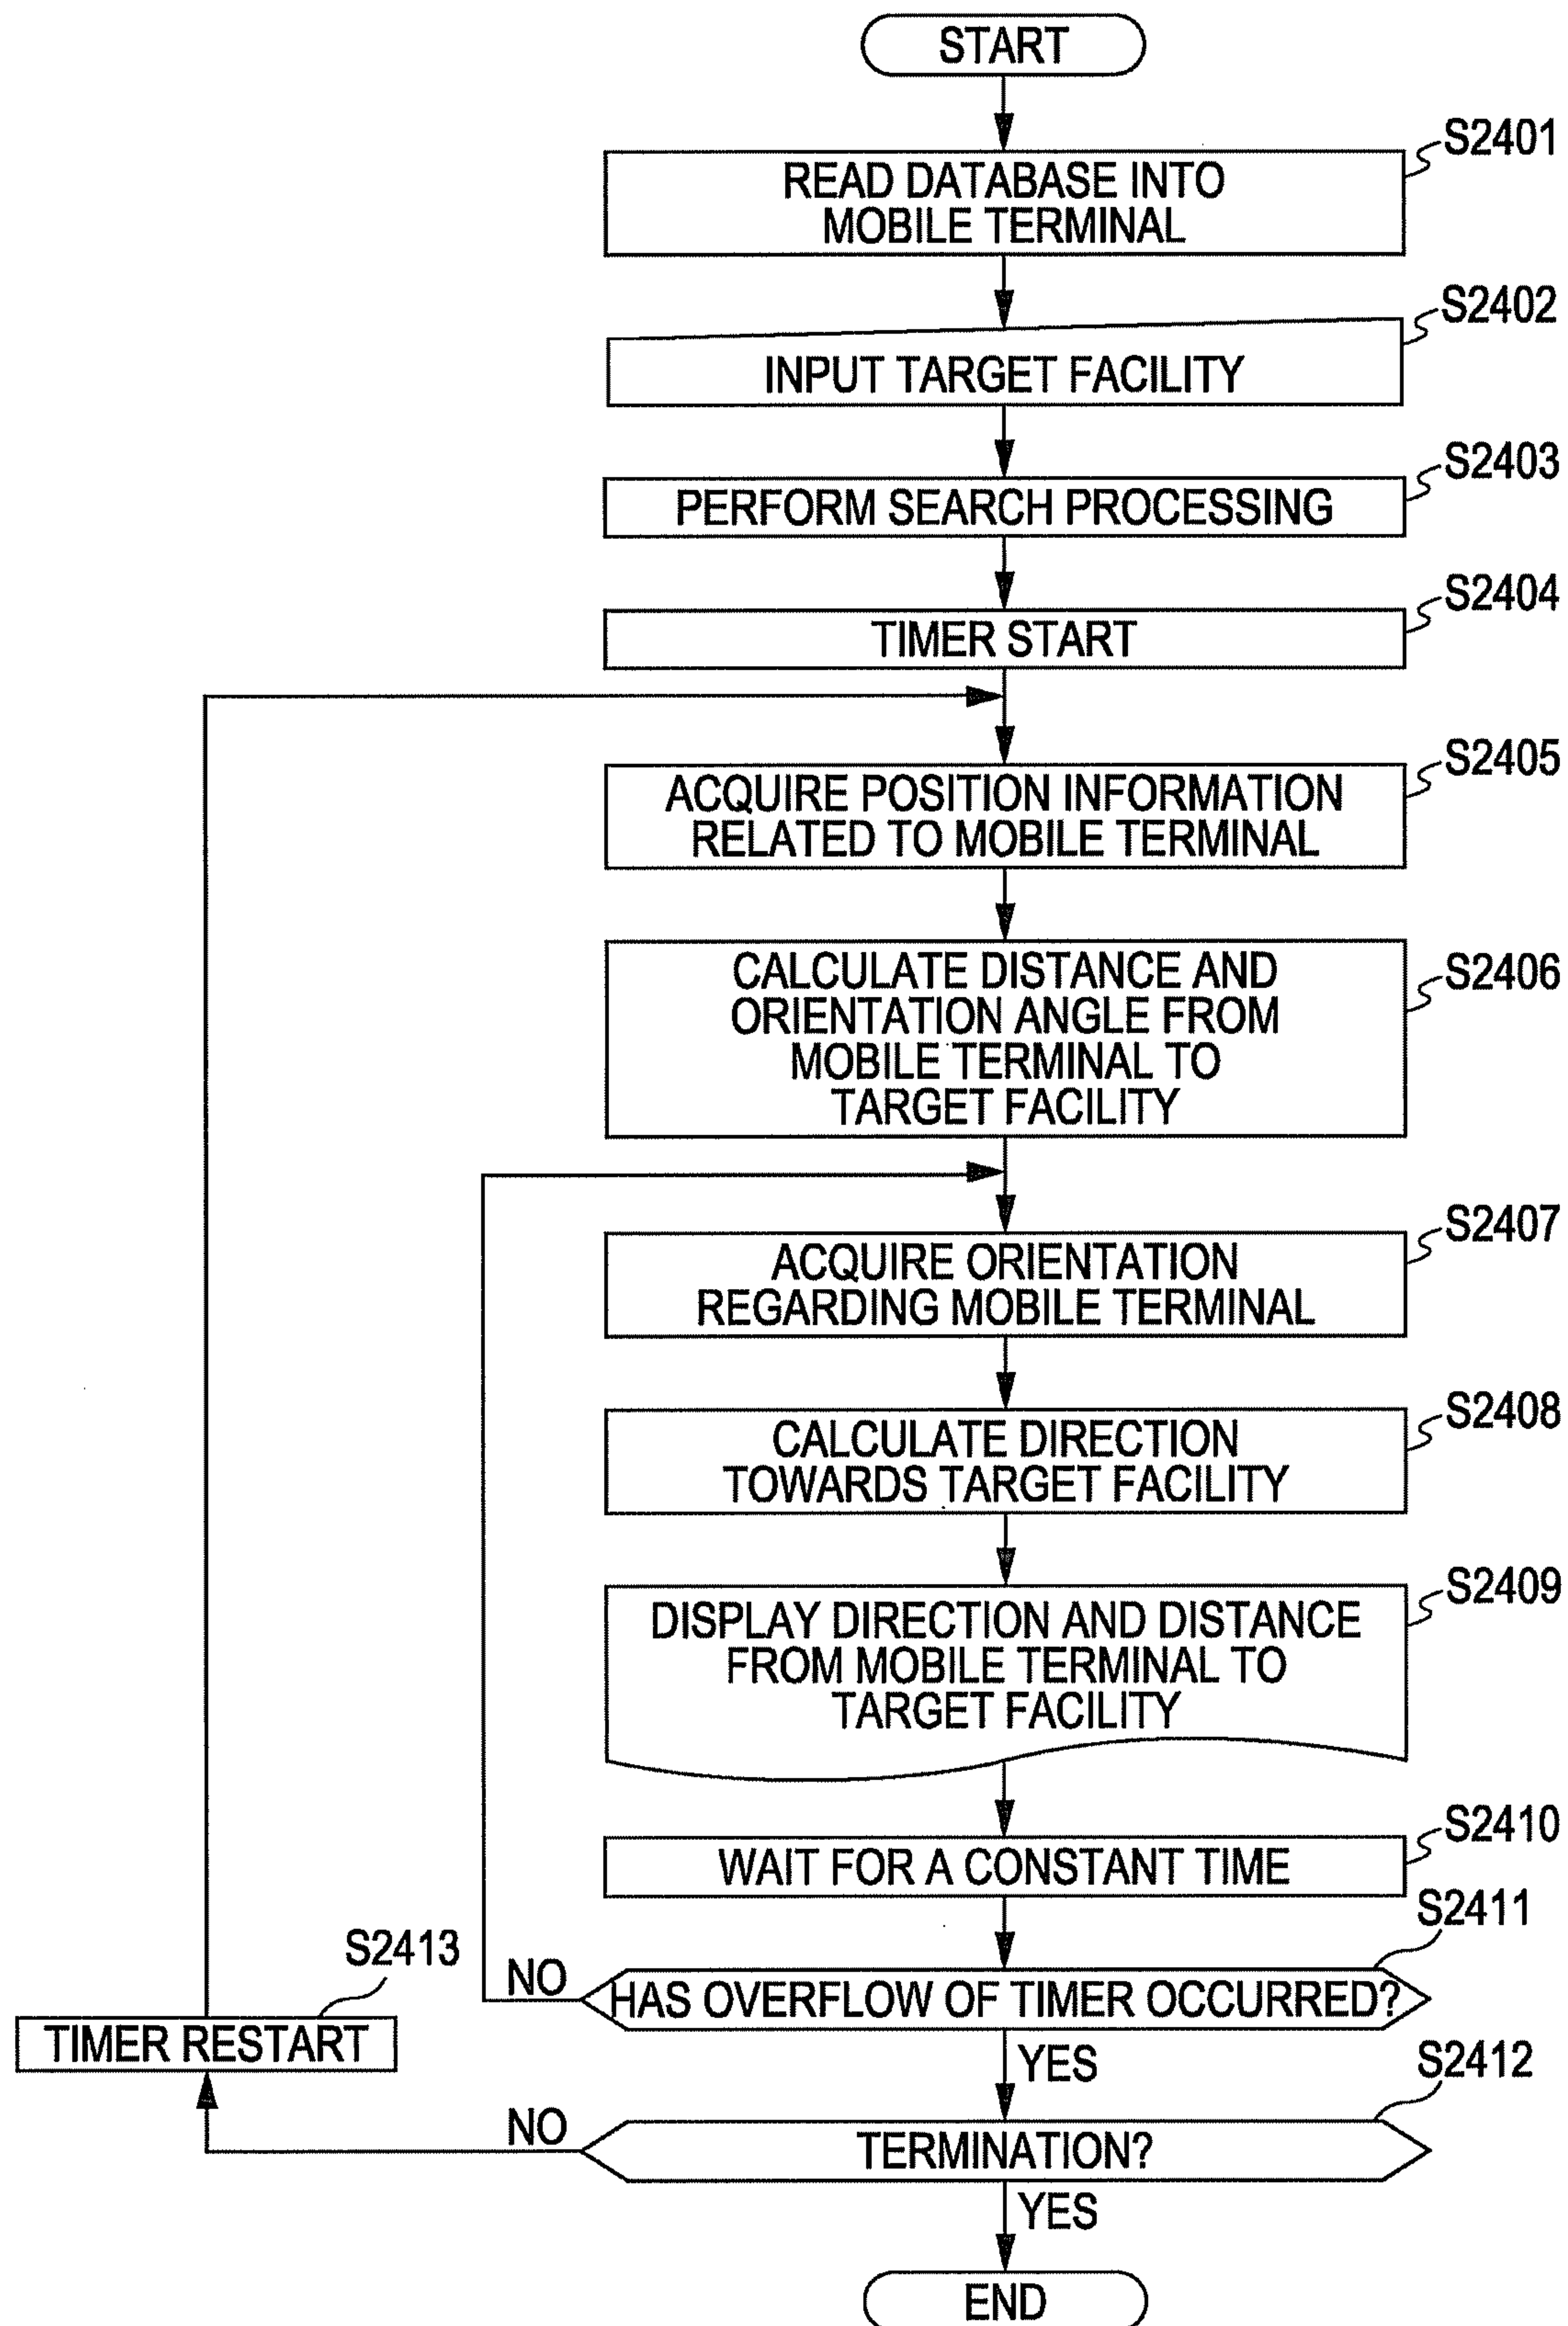 START
S2401
READ DATABASE INTO
MOBILE TERMINAL
S2402
INPUT TARGET FACILITY
S2403
PERFORM SEARCH PROCESSING
S2404
TIMER START
S2405
ACQUIRE POSITION INFORMATION
RELATED TO MOBILE TERMINAL
S2406
CALCULATE DISTANCE AND
ORIENTATION ANGLE FROM
MOBILE TERMINAL TO
TARGET FACILITY
S2407
ACQUIRE ORIENTATION
REGARDING MOBILE TERMINAL
S2408
CALCULATE DIRECTION
TOWARDS TARGET FACILITY
S2409
DISPLAY DIRECTION AND DISTANCE
FROM MOBILE TERMINAL TO
TARGET FACILITY
S2410
WAIT FOR A CONSTANT TIME
S2411
NO
HAS OVERFLOW OF TIMER OCCURRED?
YES
S2413
TIMER RESTART
S2412
NO
TERMINATION?
YES
END